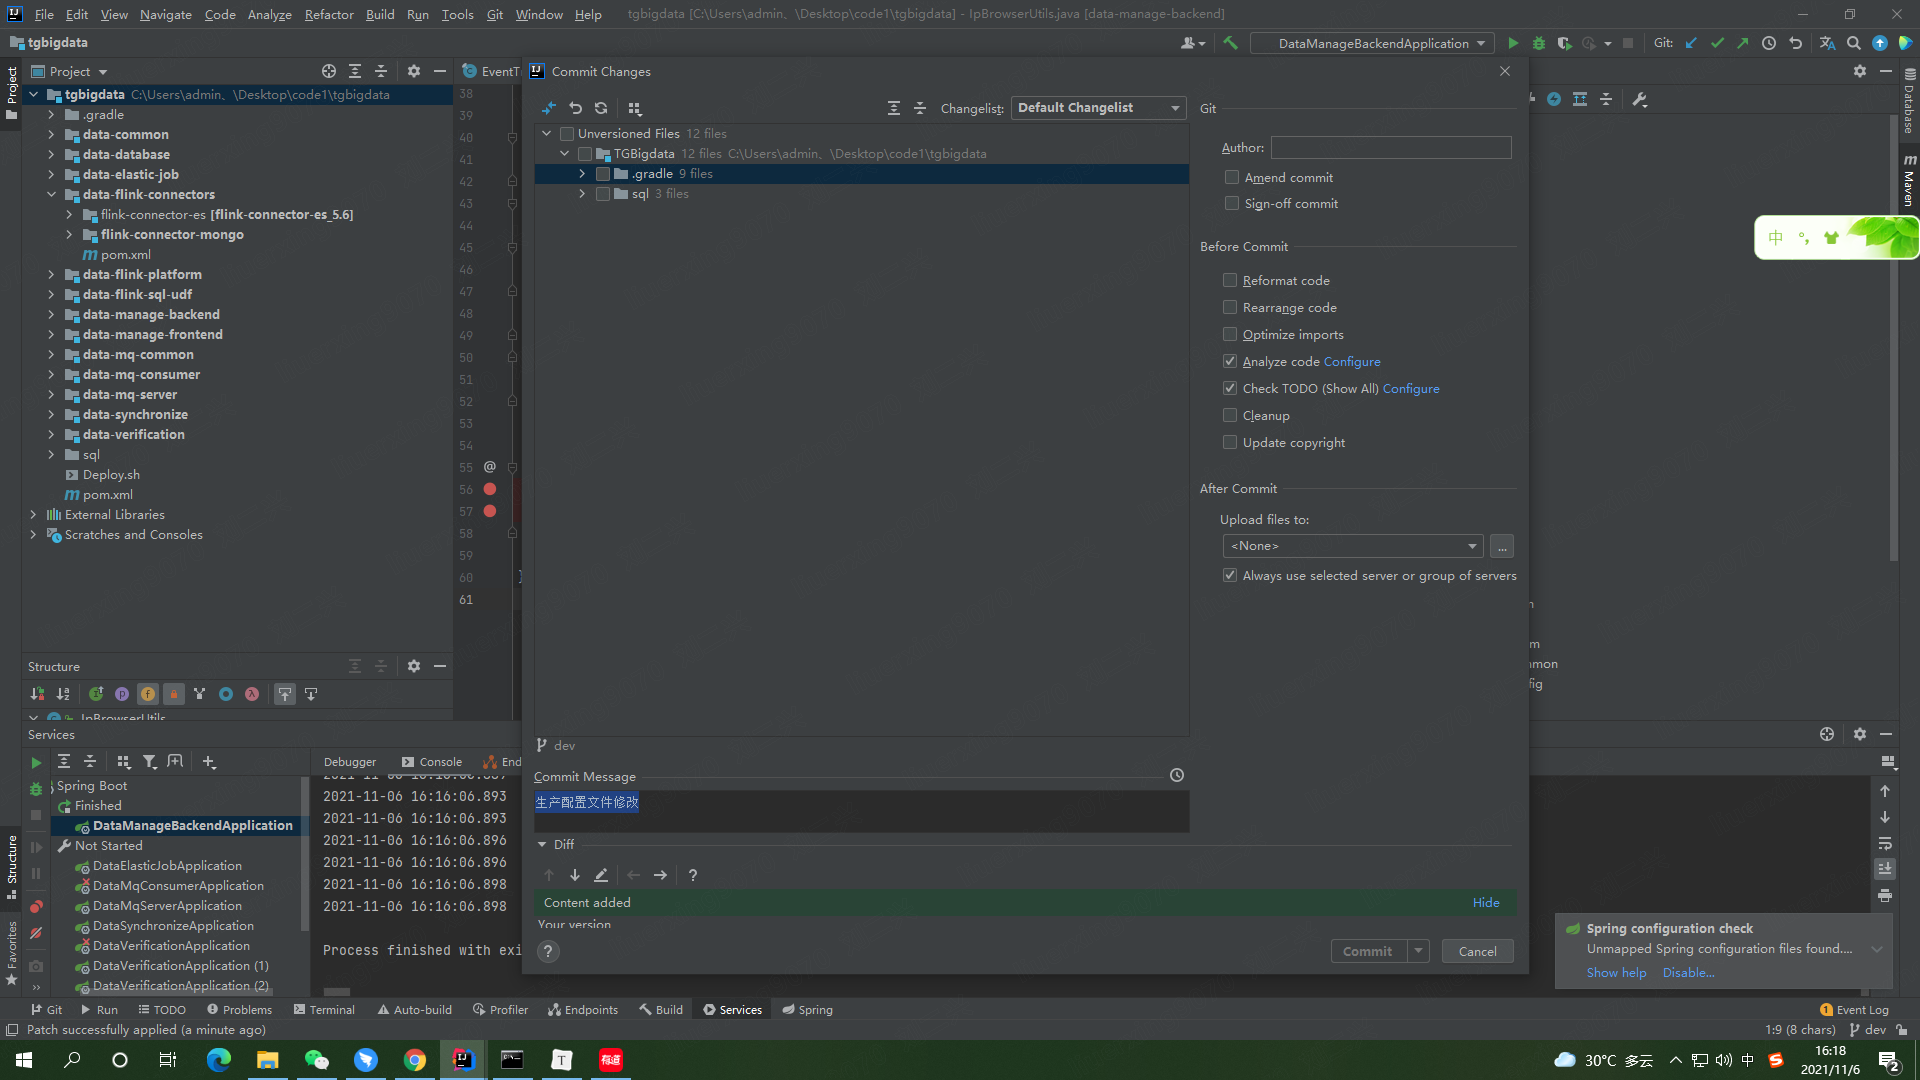 File Edit View Navigate Code Analyze Refactor Build Run Tools Git Window Help
tgbigdata [C:\Users\admin、\Desktop\code1\tgbigdata] - IpBrowserUtils.java [data-manage-backend]
tgbigdata
DataManageBackendApplication
Git:
Project
Project
tgbigdata C:\Users\admin、\Desktop\code1\tgbigdata
.gradle
data-common
data-database
data-elastic-job
data-flink-connectors
flink-connector-es [flink-connector-es_5.6]
flink-connector-mongo
pom.xml
data-flink-platform
data-flink-sql-udf
data-manage-backend
data-manage-frontend
data-mq-common
data-mq-consumer
data-mq-server
data-synchronize
data-verification
sql
Deploy.sh
pom.xml
External Libraries
Scratches and Consoles
38
39
40
41
42
43
44
45
46
47
48
49
50
51
52
53
54
55 @
56
57
58
59
60
61
Commit Changes
Changelist: Default Changelist
Unversioned Files 12 files
TGBigdata 12 files C:\Users\admin、\Desktop\code1\tgbigdata
.gradle 9 files
sql 3 files
Git
Author:
Amend commit
Sign-off commit
Before Commit
Reformat code
Rearrange code
Optimize imports
Analyze code Configure
Check TODO (Show All) Configure
Cleanup
Update copyright
After Commit
Upload files to:
<None>
...
Always use selected server or group of servers
dev
Commit Message
生产配置文件修改
Diff
Content added
Hide
Your version
Commit
Cancel
Database
Maven
中
Structure
IpBrowserUtils
Services
Spring Boot
Finished
DataManageBackendApplication
Not Started
DataElasticJobApplication
DataMqConsumerApplication
DataMqServerApplication
DataSynchronizeApplication
DataVerificationApplication
DataVerificationApplication (1)
DataVerificationApplication (2)
Structure
Favorites
Debugger Console End
2021-11-06 16:16:06.893
2021-11-06 16:16:06.893
2021-11-06 16:16:06.896
2021-11-06 16:16:06.896
2021-11-06 16:16:06.898
2021-11-06 16:16:06.898
Process finished with exi
Spring configuration check
Unmapped Spring configuration files found....
Show help Disable...
Git Run TODO Problems Terminal Auto-build Profiler Endpoints Build Services Spring
1 Event Log
Patch successfully applied (a minute ago)
1:9 (8 chars) dev
T
有道
30°C 多云
中
16:18
2021/11/6
2